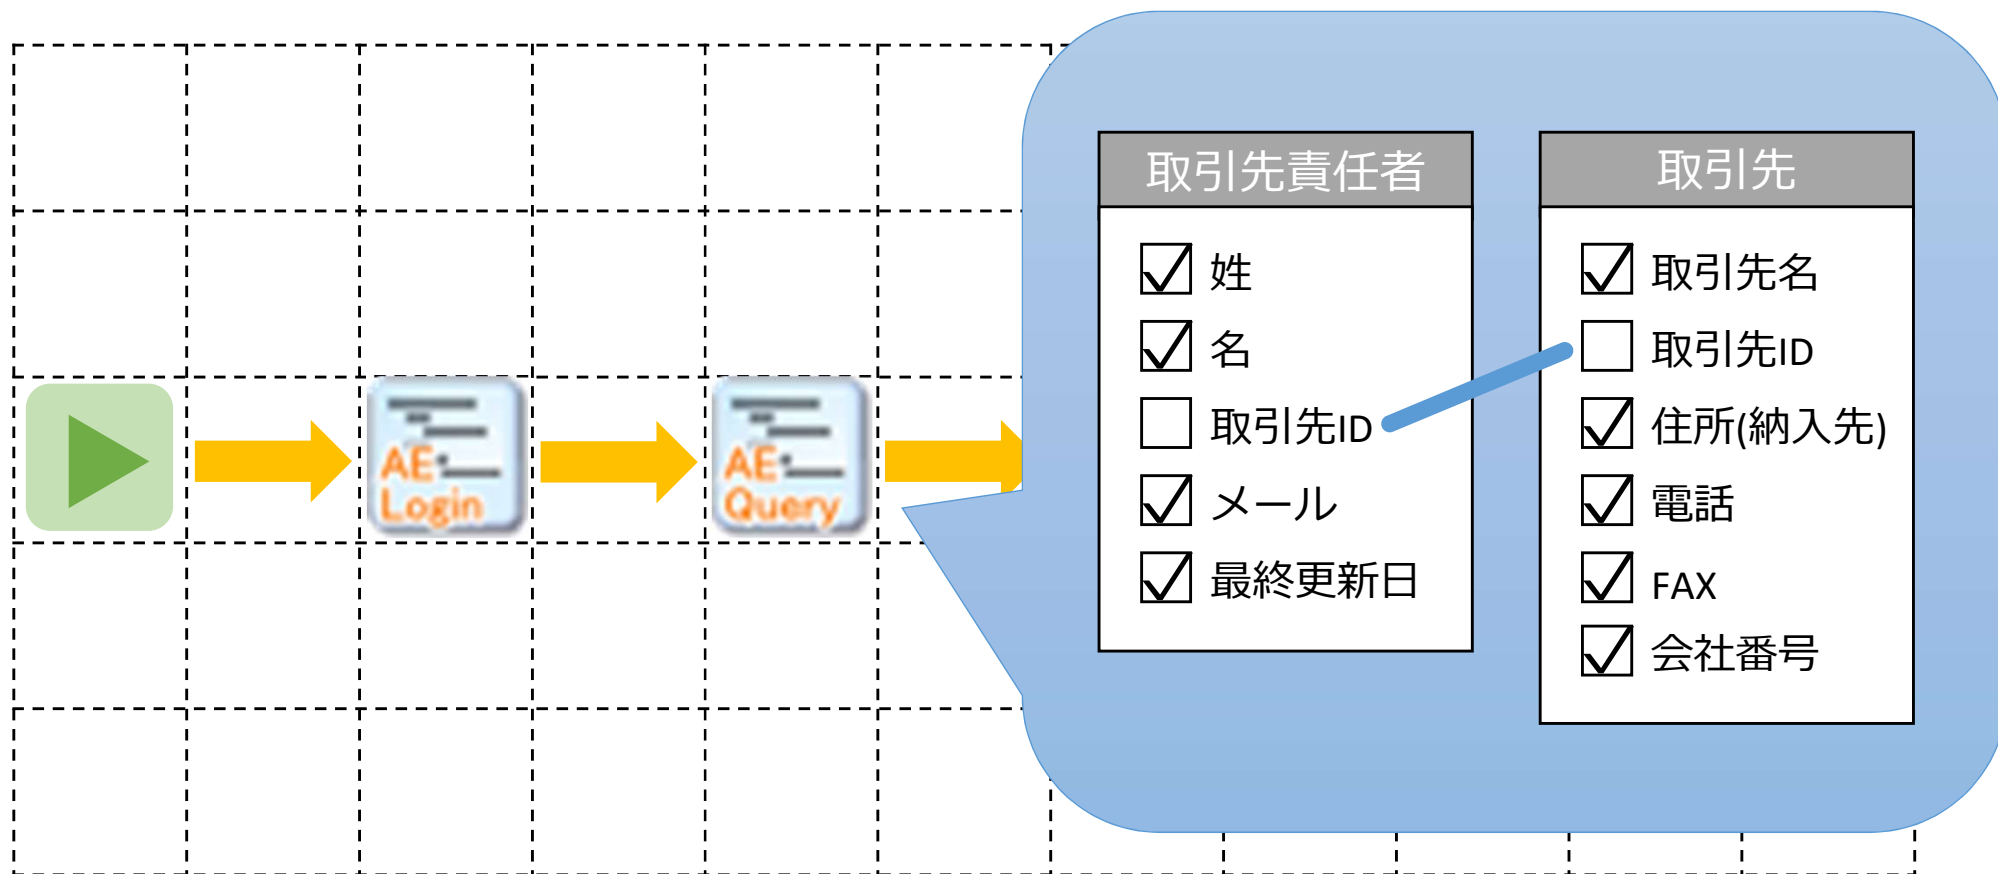 AE
Login
AE
Query
取引先責任者
姓
名
取引先ID
メール
最終更新日
取引先
取引先名
取引先ID
住所(納入先)
電話
FAX
会社番号